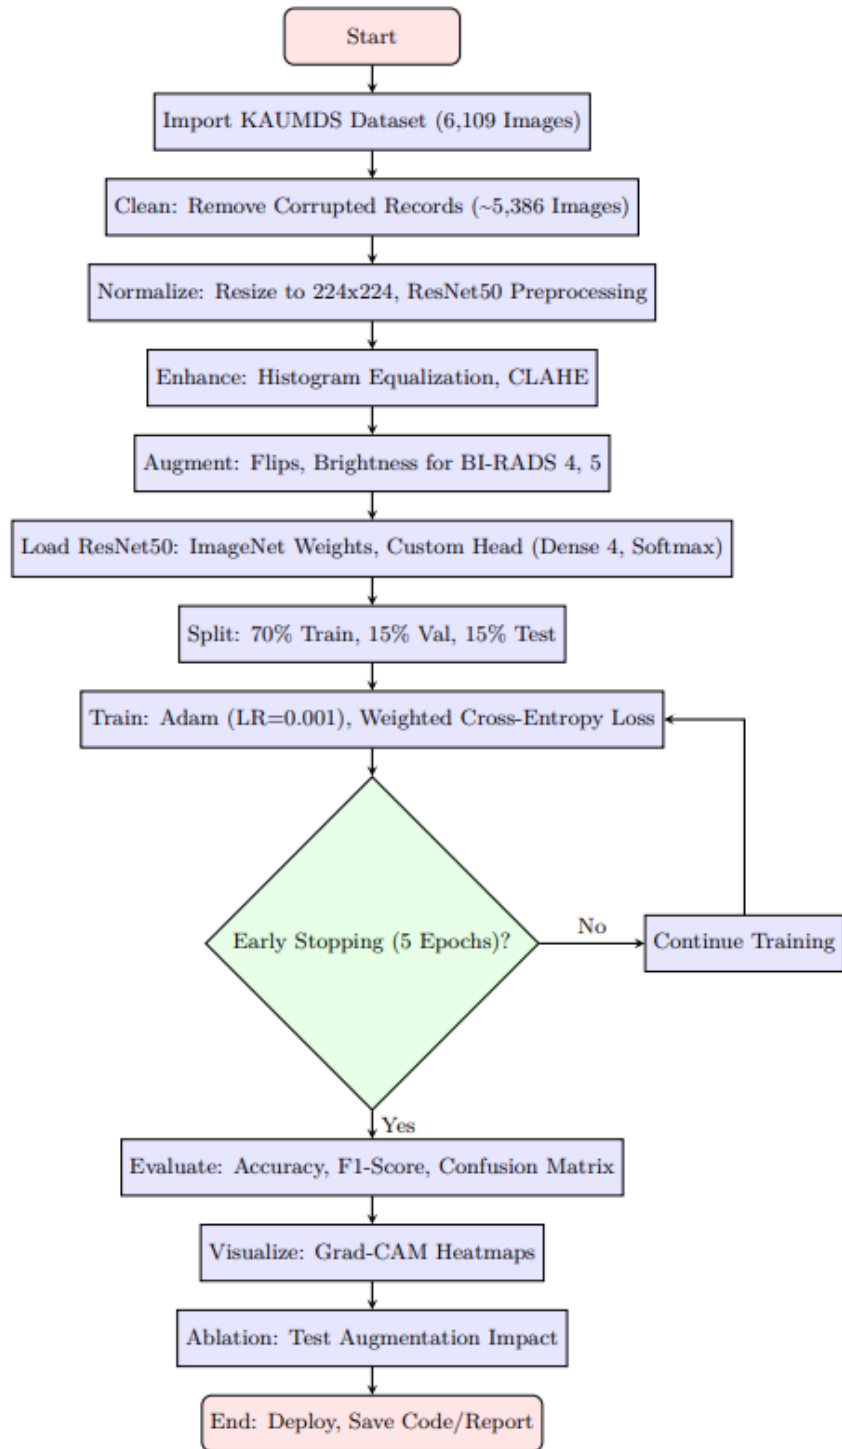 Start
Import KAUMDS Dataset (6,109 Images)
Clean: Remove Corrupted Records (~5,386 Images)
Normalize: Resize to 224x224, ResNet50 Preprocessing
Enhance: Histogram Equalization, CLAHE
Augment: Flips, Brightness for BI-RADS 4, 5
Load ResNet50: ImageNet Weights, Custom Head (Dense 4, Softmax)
Split: 70% Train, 15% Val, 15% Test
Train: Adam (LR=0.001), Weighted Cross-Entropy Loss
Early Stopping (5 Epochs)?
No
Continue Training
Yes
Evaluate: Accuracy, F1-Score, Confusion Matrix
Visualize: Grad-CAM Heatmaps
Ablation: Test Augmentation Impact
End: Deploy, Save Code/Report